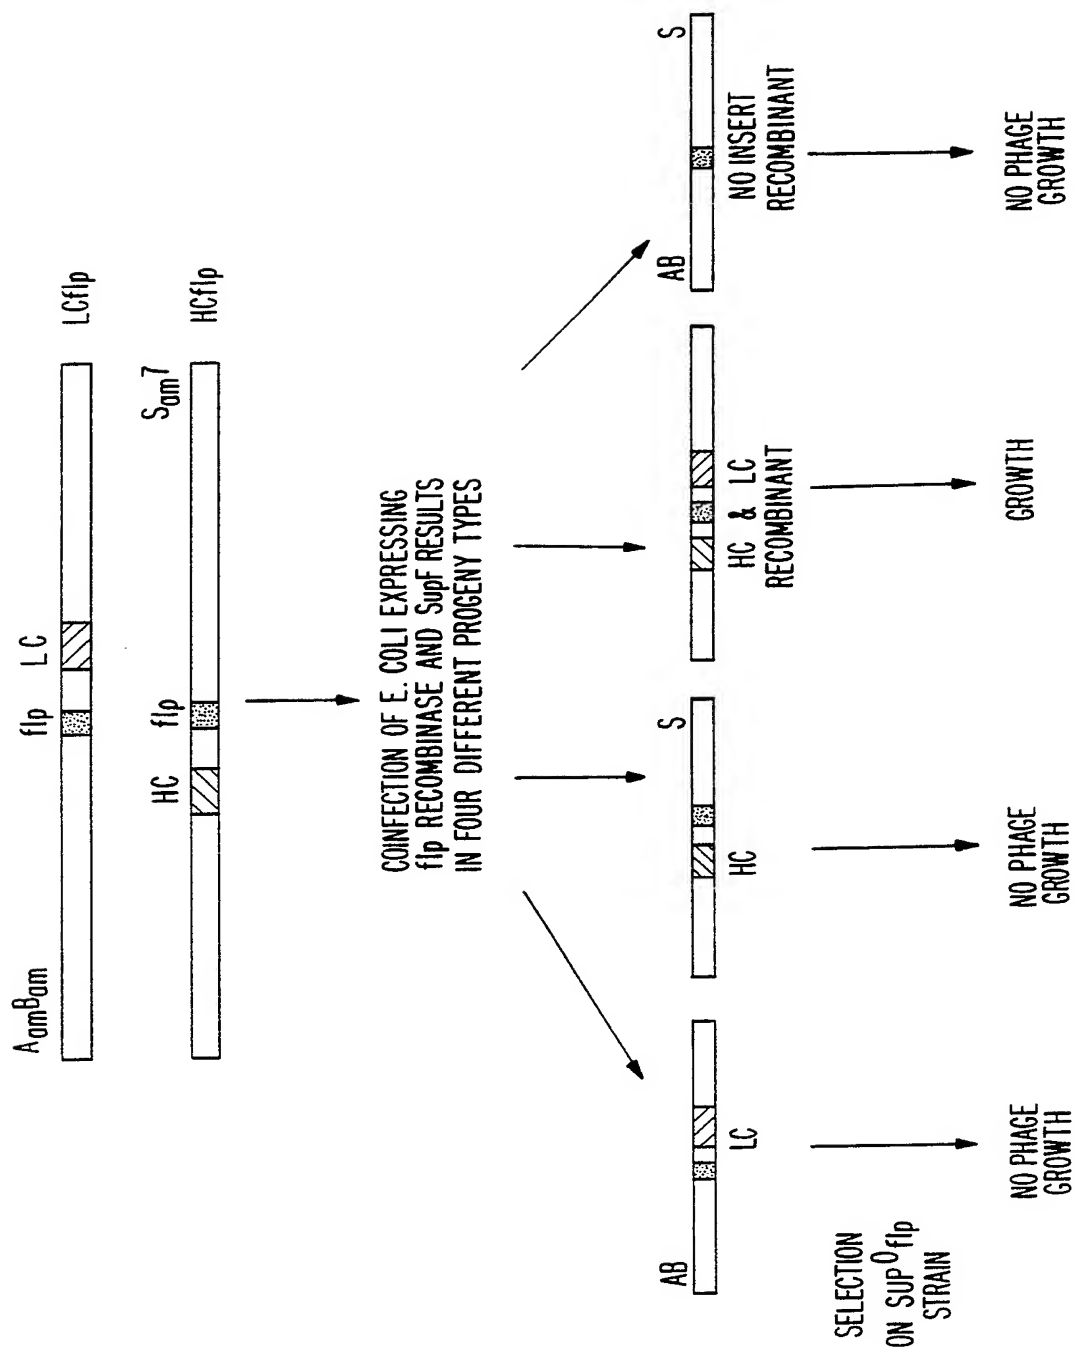 AamBam
flp
LC
LCflp
HC
flp
Sam7
HCflp
COINFECTION OF E. COLI EXPRESSING
flp RECOMBINASE AND SupF RESULTS
IN FOUR DIFFERENT PROGENY TYPES
AB
LC
HC
S
HC & LC
RECOMBINANT
AB
S
NO INSERT
RECOMBINANT
SELECTION
ON SUP⁰flp
STRAIN
NO PHAGE
GROWTH
NO PHAGE
GROWTH
GROWTH
NO PHAGE
GROWTH